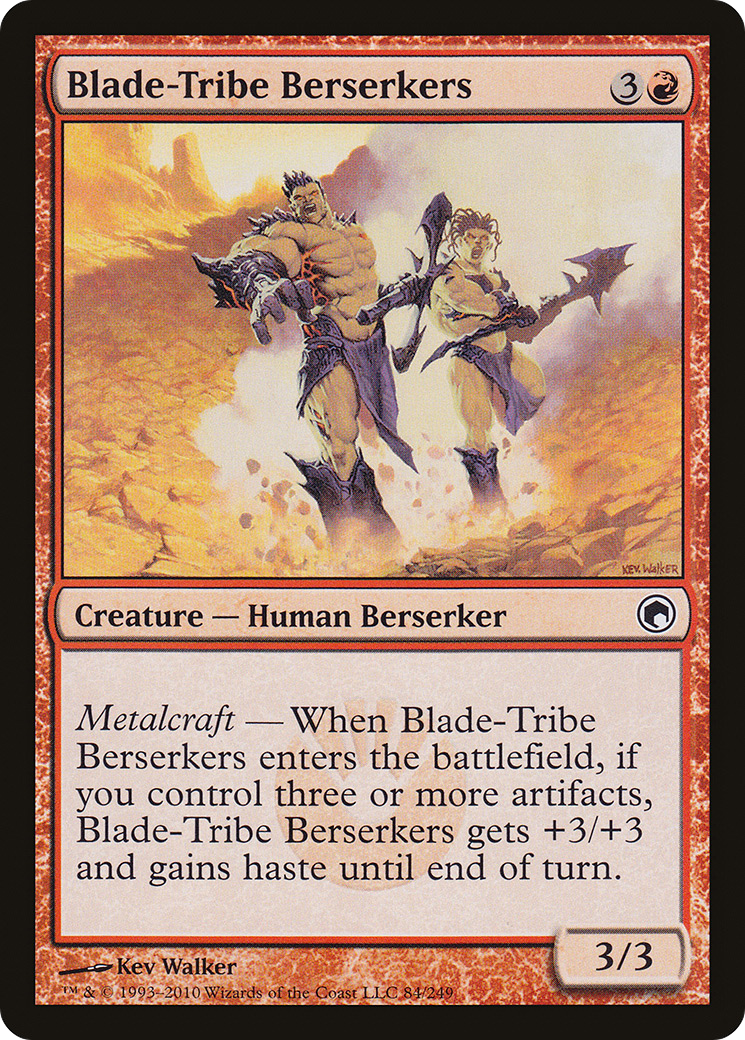 Blade-Tribe Berserkers 3
KEV. WALKER
Creature — Human Berserker
Metalcraft — When Blade-Tribe
Berserkers enters the battlefield, if
you control three or more artifacts,
Blade-Tribe Berserkers gets +3/+3
and gains haste until end of turn.
3/3
Kev Walker
™ & © 1993–2010 Wizards of the Coast LLC 84/249